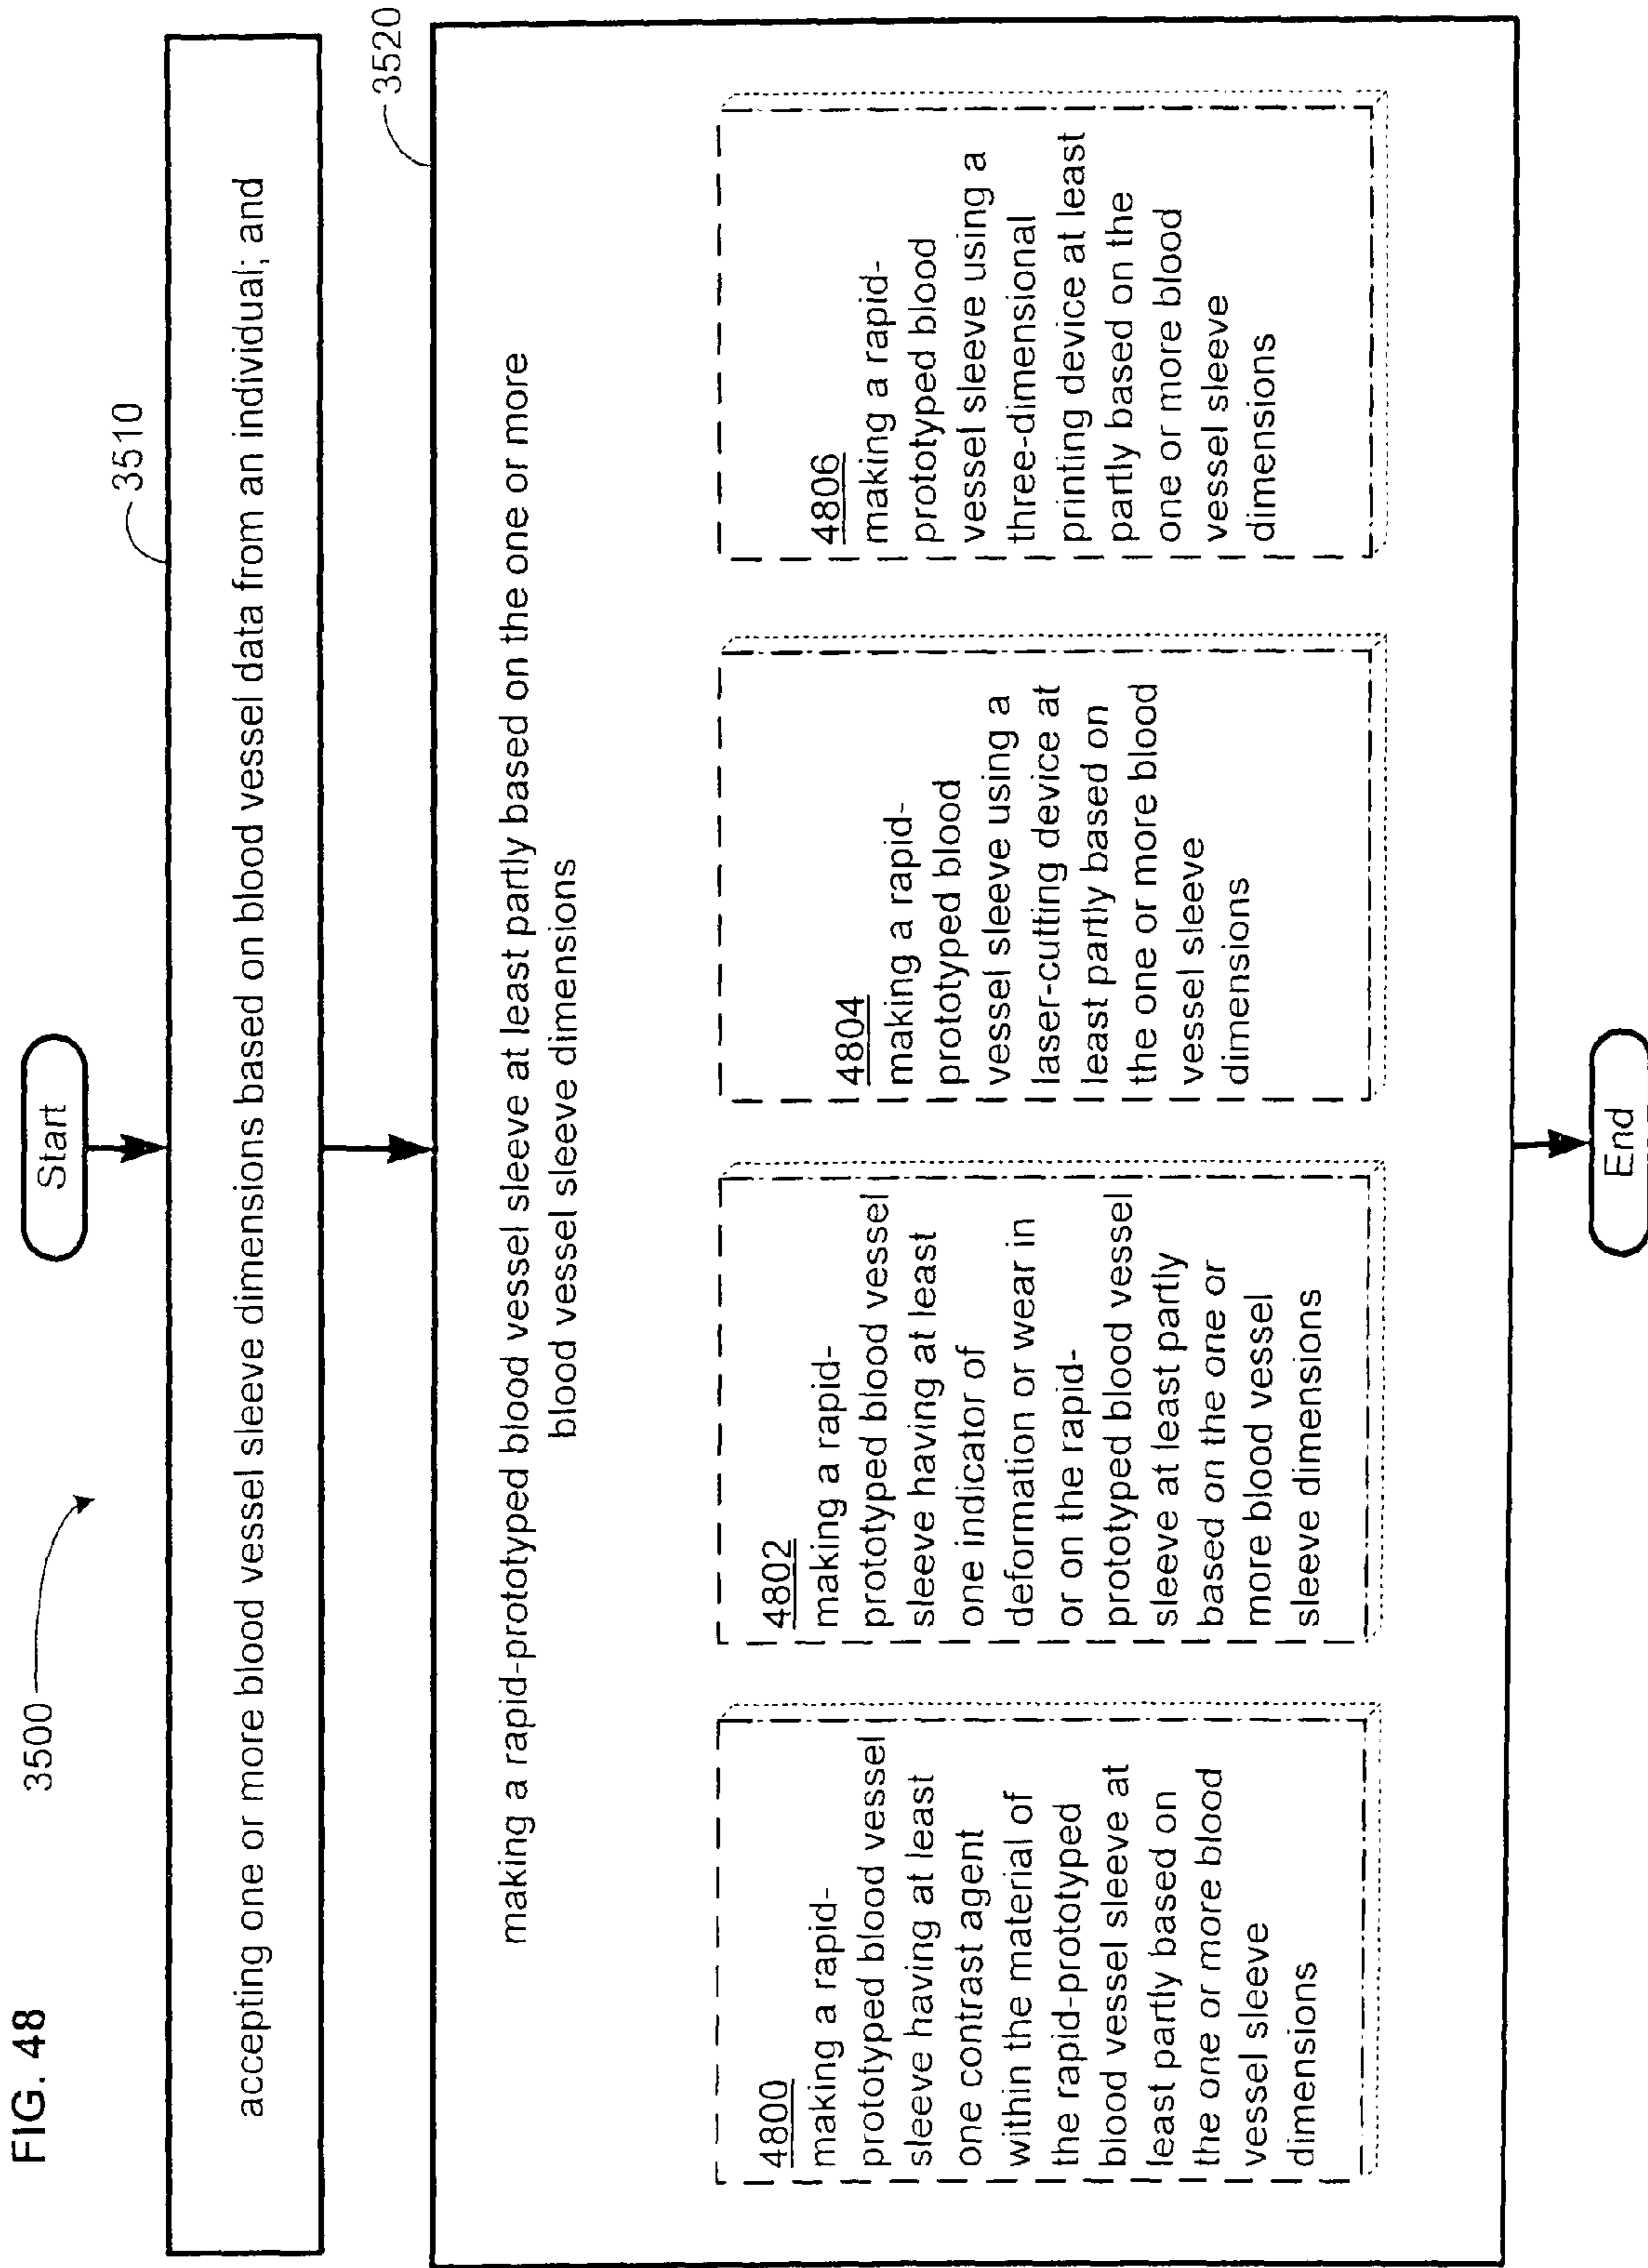 FIG. 48
3500
Start
3510
accepting one or more blood vessel sleeve dimensions based on blood vessel data from an individual; and
3520
making a rapid-prototyped blood vessel sleeve at least partly based on the one or more
blood vessel sleeve dimensions
4800
making a rapid-
prototyped blood vessel
sleeve having at least
one contrast agent
within the material of
the rapid-prototyped
blood vessel sleeve at
least partly based on
the one or more blood
vessel sleeve
dimensions
4802
making a rapid-
prototyped blood vessel
sleeve having at least
one indicator of
deformation or wear in
or on the rapid-
prototyped blood vessel
sleeve at least partly
based on the one or
more blood vessel
sleeve dimensions
4804
making a rapid-
prototyped blood
vessel sleeve using a
laser-cutting device at
least partly based on
the one or more blood
vessel sleeve
dimensions
4806
making a rapid-
prototyped blood
vessel sleeve using a
three-dimensional
printing device at least
partly based on the
one or more blood
vessel sleeve
dimensions
End